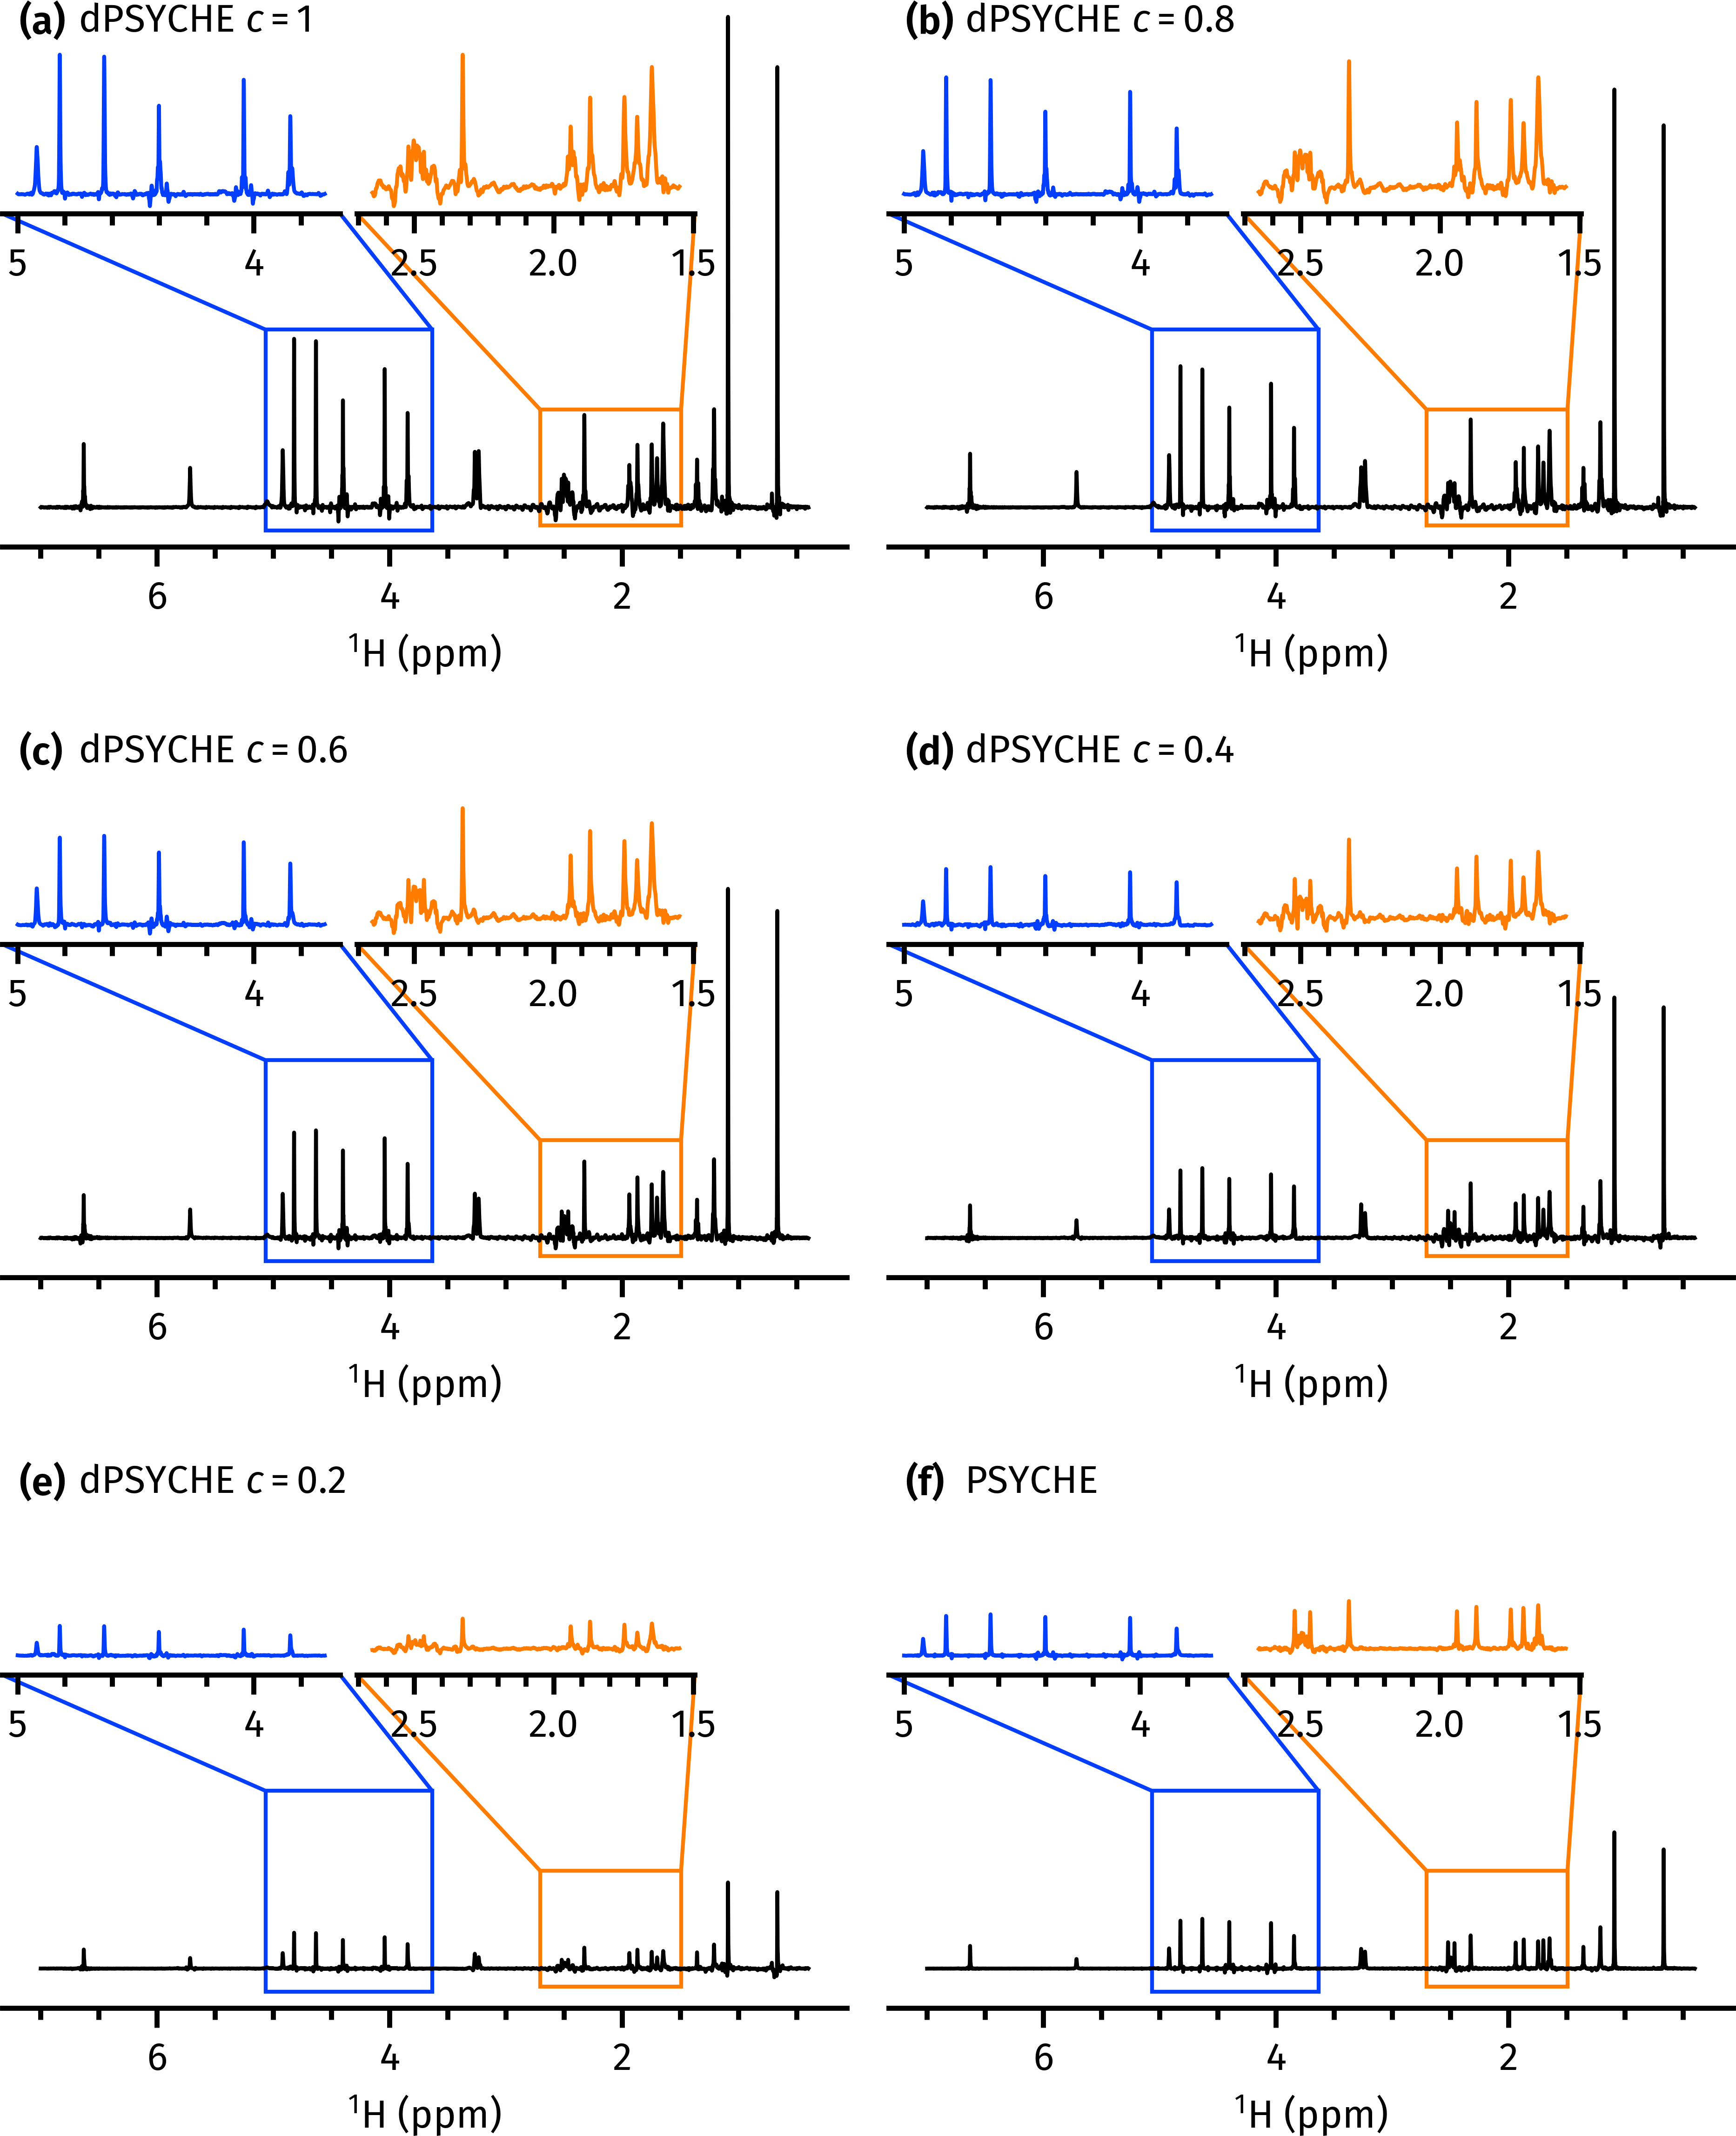 (a) dPSYCHE c = 1
5 4 2.5 2.0 1.5
6 4 2
¹H (ppm)
(b) dPSYCHE c = 0.8
5 4 2.5 2.0 1.5
6 4 2
¹H (ppm)
(c) dPSYCHE c = 0.6
5 4 2.5 2.0 1.5
6 4 2
¹H (ppm)
(d) dPSYCHE c = 0.4
5 4 2.5 2.0 1.5
6 4 2
¹H (ppm)
(e) dPSYCHE c = 0.2
5 4 2.5 2.0 1.5
6 4 2
¹H (ppm)
(f) PSYCHE
5 4 2.5 2.0 1.5
6 4 2
¹H (ppm)